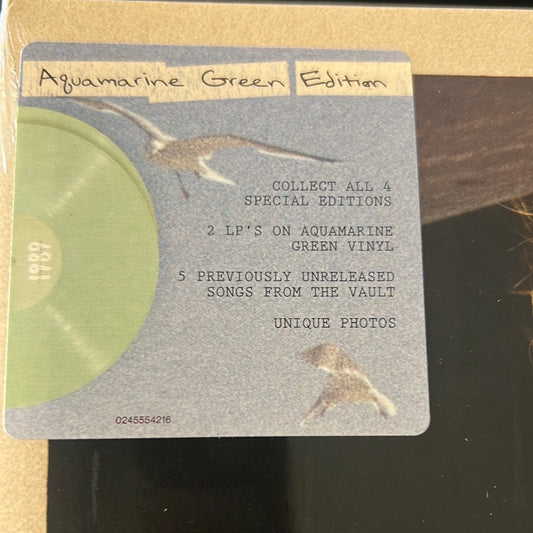 Aquamarine Green Edition
COLLECT ALL 4
SPECIAL EDITIONS
2 LP'S ON AQUAMARINE
GREEN VINYL
5 PREVIOUSLY UNRELEASED
SONGS FROM THE VAULT
UNIQUE PHOTOS
1989
0245554216